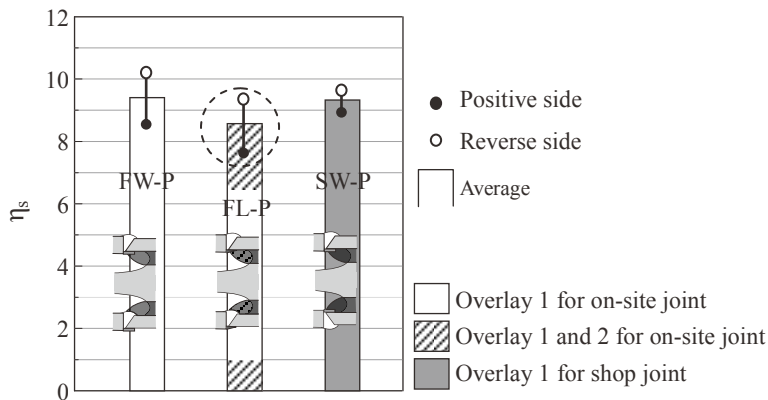 12
10
8
6
4
2
0
ηs
FW-P
FL-P
SW-P
Positive side
Reverse side
Average
Overlay 1 for on-site joint
Overlay 1 and 2 for on-site joint
Overlay 1 for shop joint